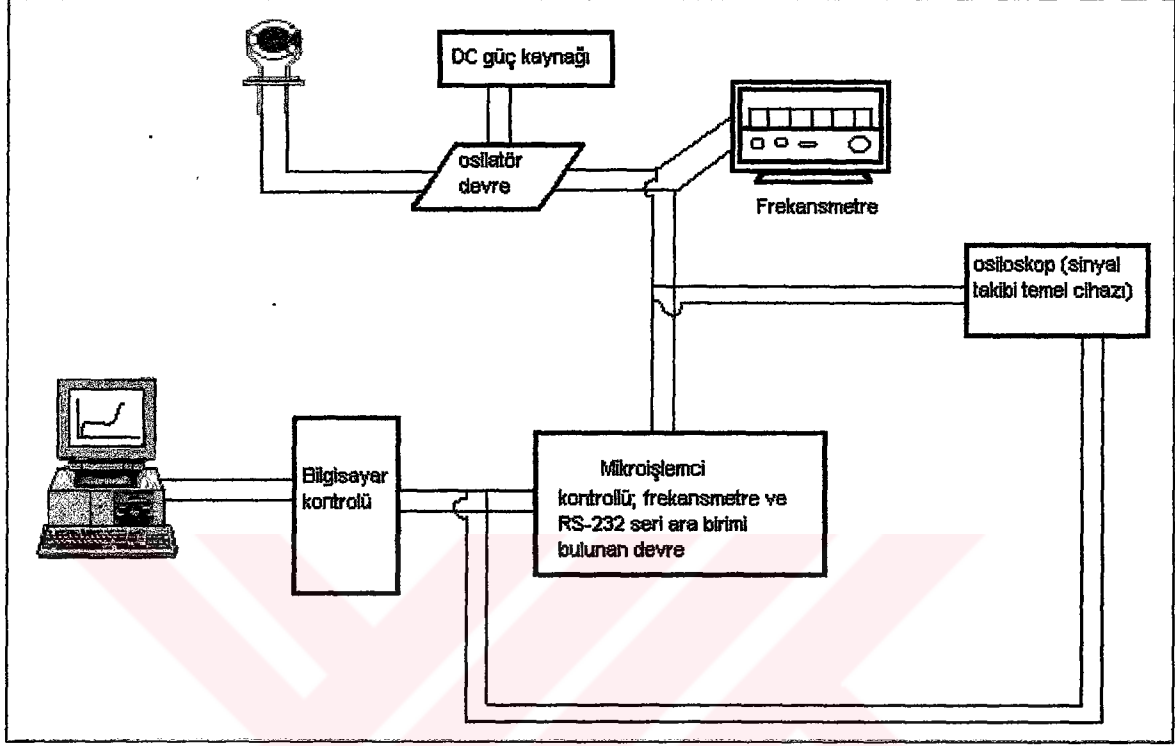 DC güç kaynağı
osilatör
devre
Frekansmetre
osiloskop (sinyal
takibi temel cihazı)
Bilgisayar
kontrolü
Mikroişlemci
kontrollü; frekansmetre ve
RS-232 seri ara birimi
bulunan devre